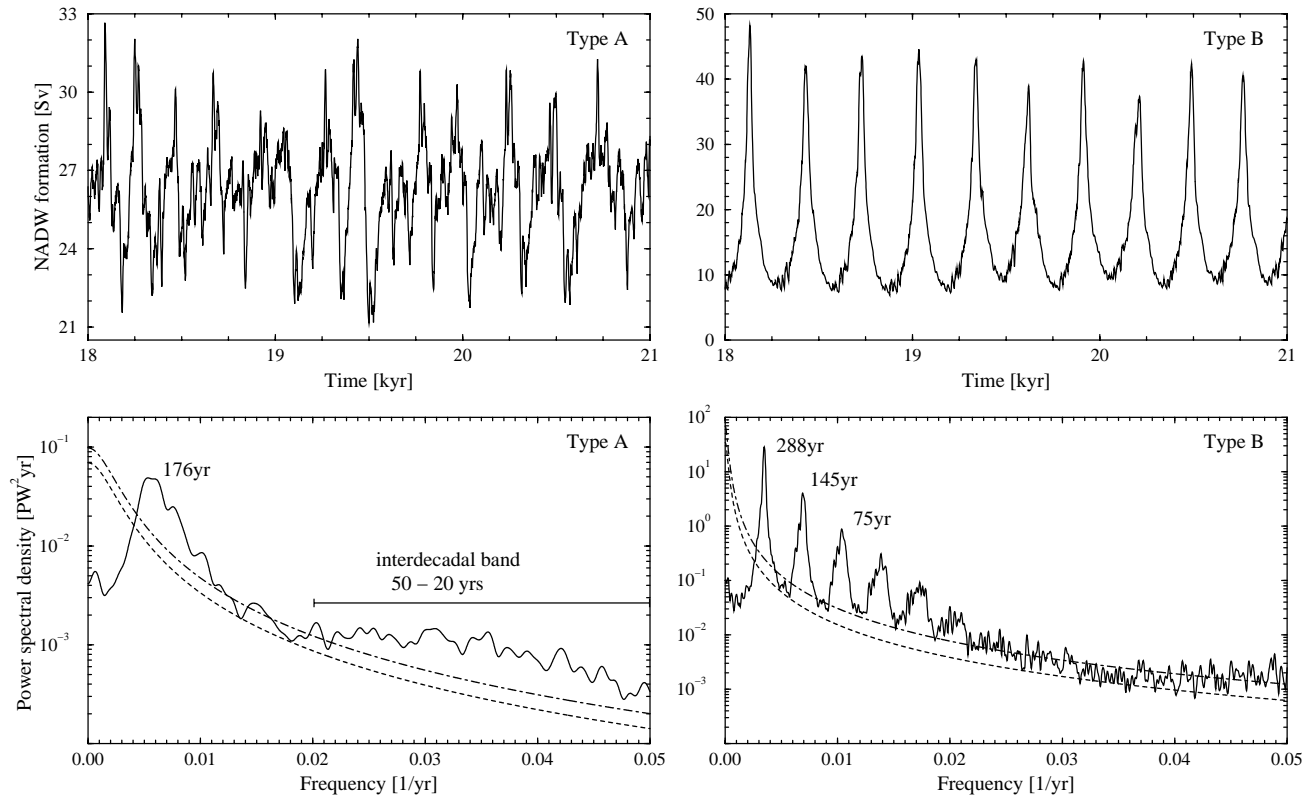 33
30
27
24
21
NADW formation [Sv]
Type A
18
19
20
21
Time [kyr]
50
40
30
20
10
0
Type B
18
19
20
21
Time [kyr]
10⁻¹
10⁻²
10⁻³
Power spectral density [PW²yr]
Type A
176yr
interdecadal band
50 – 20 yrs
0.00
0.01
0.02
0.03
0.04
0.05
Frequency [1/yr]
10²
10¹
10⁰
10⁻¹
10⁻²
10⁻³
Type B
288yr
145yr
75yr
0.00
0.01
0.02
0.03
0.04
0.05
Frequency [1/yr]